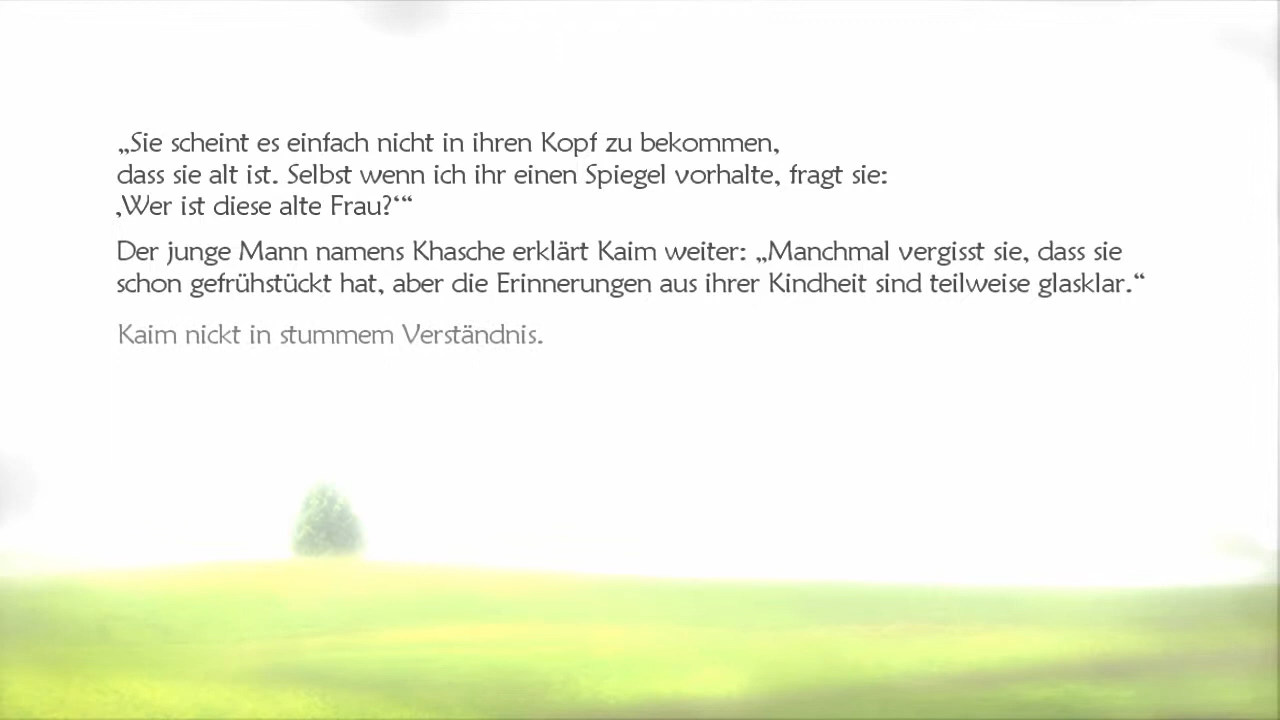 „Sie scheint es einfach nicht in ihren Kopf zu bekommen,
dass sie alt ist. Selbst wenn ich ihr einen Spiegel vorhalte, fragt sie:
‚Wer ist diese alte Frau?‘“
Der junge Mann namens Khasche erklärt Kaim weiter: „Manchmal vergisst sie, dass sie
schon gefrühstückt hat, aber die Erinnerungen aus ihrer Kindheit sind teilweise glasklar.“
Kaim nickt in stummem Verständnis.